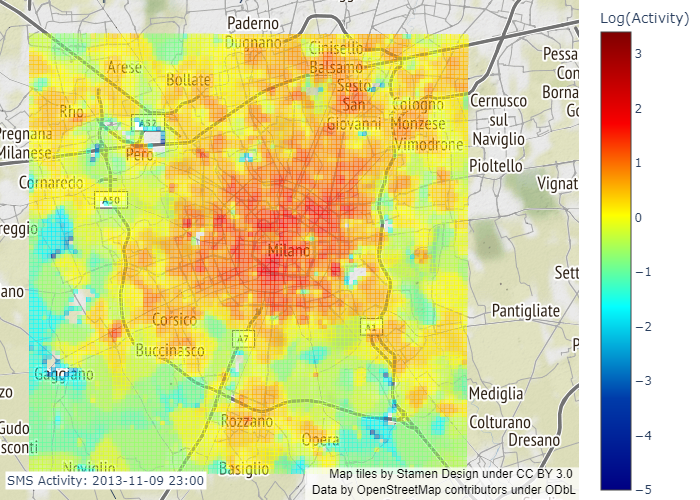 Log(Activity)
3
2
1
0
−1
−2
−3
−4
−5
Paderno
Dugnano
Cinisello
Balsamo
Arese
Bollate
Sesto
San
Giovanni
Cologno
Monzese
Vimodrone
Pessa
Con
Borna
Go
Cernusco
sul
Naviglio
Pioltello
Vignat
Rho
A52
Pregnana
Milanese
Pero
Cornaredo
A50
reggio
Milano
Sett
ano
Corsico
A7
A1
Pantigliate
Buccinasco
Gaggiano
P
zo
Mediglia
Gudo
sconti
Rozzano
Opera
Colturano
Dresano
Noviglio
Basiglio
SMS Activity: 2013-11-09 23:00
Map tiles by Stamen Design under CC BY 3.0
Data by OpenStreetMap contributors under ODbL